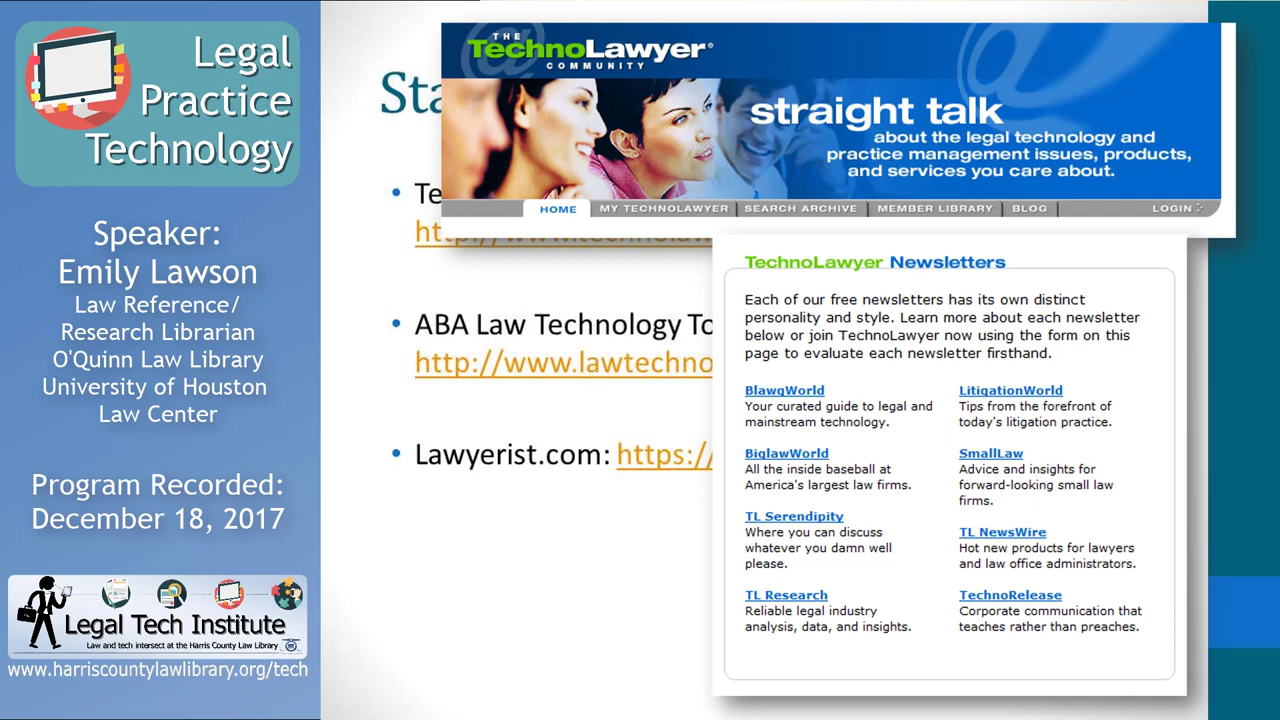 Legal
Practice
Technology
Speaker:
Emily Lawson
Law Reference/
Research Librarian
O'Quinn Law Library
University of Houston
Law Center
Program Recorded:
December 18, 2017
Legal Tech Institute
Law and tech intersect at the Harris County Law Library
www.harriscountylawlibrary.org/tech
THE
TechnoLawyer®
COMMUNITY
straight talk
about the legal technology and
practice management issues, products,
and services you care about.
HOME MY TECHNOLAWYER SEARCH ARCHIVE MEMBER LIBRARY BLOG LOGIN
Sta
• Te
http://www.technolaw
• ABA Law Technology To
http://www.lawtechno
• Lawyerist.com: https://
TechnoLawyer Newsletters
Each of our free newsletters has its own distinct
personality and style. Learn more about each newsletter
below or join TechnoLawyer now using the form on this
page to evaluate each newsletter firsthand.
BlawgWorld
Your curated guide to legal and
mainstream technology.
BiglawWorld
All the inside baseball at
America's largest law firms.
TL Serendipity
Where you can discuss
whatever you damn well
please.
TL Research
Reliable legal industry
analysis, data, and insights.
LitigationWorld
Tips from the forefront of
today's litigation practice.
SmallLaw
Advice and insights for
forward-looking small law
firms.
TL NewsWire
Hot new products for lawyers
and law office administrators.
TechnoRelease
Corporate communication that
teaches rather than preaches.